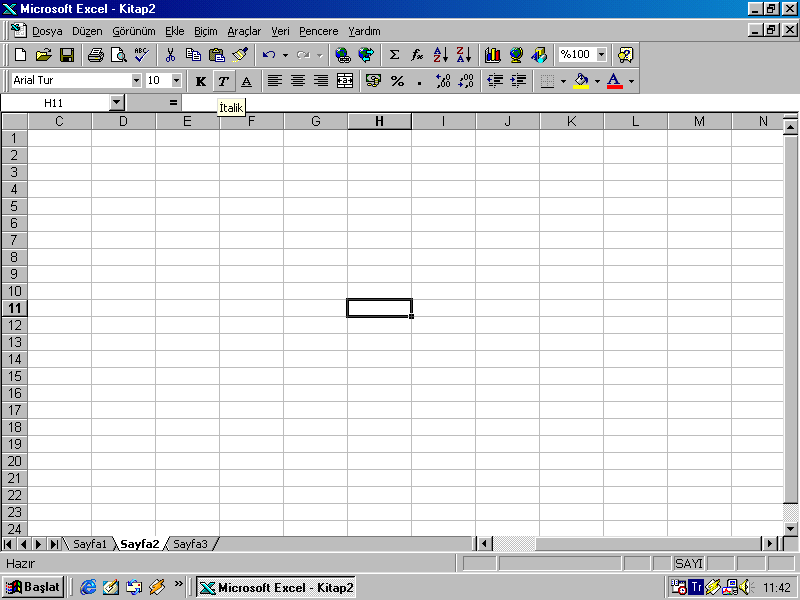 Microsoft Excel - Kitap2
Dosya Düzen Görünüm Ekle Biçim Araçlar Veri Pencere Yardım
%100
Arial Tur 10 K T A %
H11 =
İtalik
C D E F G H I J K L M N
1
2
3
4
5
6
7
8
9
10
11
12
13
14
15
16
17
18
19
20
21
22
23
24
Sayfa1 Sayfa2 Sayfa3
Hazır SAYI
Başlat Microsoft Excel - Kitap2 Tr 11:42